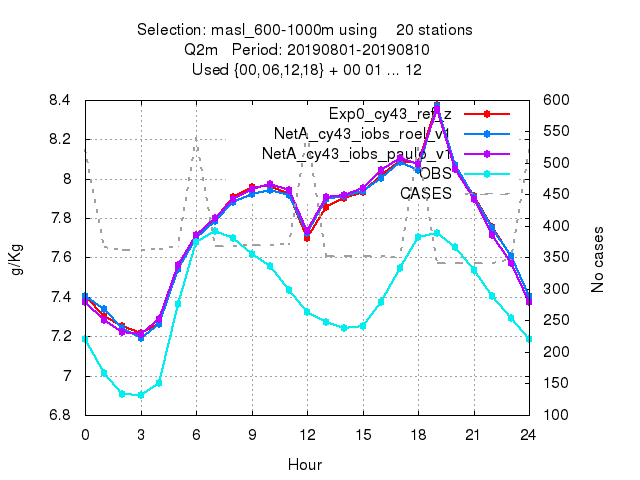 Selection: masl_600-1000m using    20 stations
Q2m   Period: 20190801-20190810
Used {00,06,12,18} + 00 01 ... 12
8.4
8.2
8
7.8
7.6
7.4
7.2
7
6.8
g/Kg
600
550
500
450
400
350
300
250
200
150
100
No cases
Exp0_cy43_ref_z
NetA_cy43_iobs_roel_v1
NetA_cy43_iobs_paulo_v1
OBS
CASES
0 3 6 9 12 15 18 21 24
Hour